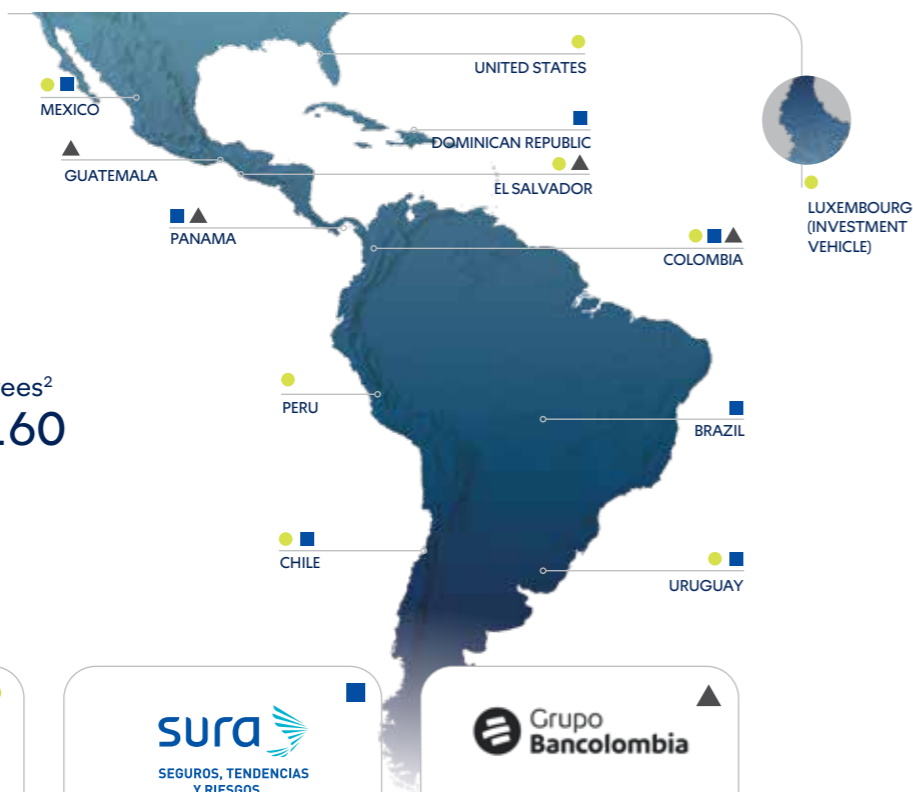 UNITED STATES
MEXICO
DOMINICAN REPUBLIC
GUATEMALA
EL SALVADOR
LUXEMBOURG
(INVESTMENT
VEHICLE)
PANAMA
COLOMBIA
ees²
60
PERU
BRAZIL
CHILE
URUGUAY
sura
SEGUROS, TENDENCIAS
Y RIESGOS
Grupo
Bancolombia